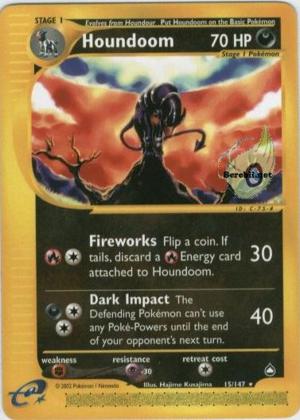 STAGE 1
Evolves from Houndour Put Houndoom on the Basic Pokémon
Houndoom 70 HP
Stage 1 Pokémon
Serebii.net
ID: C-75-#
Fireworks Flip a coin. If
tails, discard a Energy card
attached to Houndoom.
30
Dark Impact The
Defending Pokémon can't use
any Poké-Powers until the end
of your opponent's next turn.
40
weakness resistance retreat cost
-30
Illus. Hajime Kusajima 15/147
e
© 2002 Pokémon / Nintendo